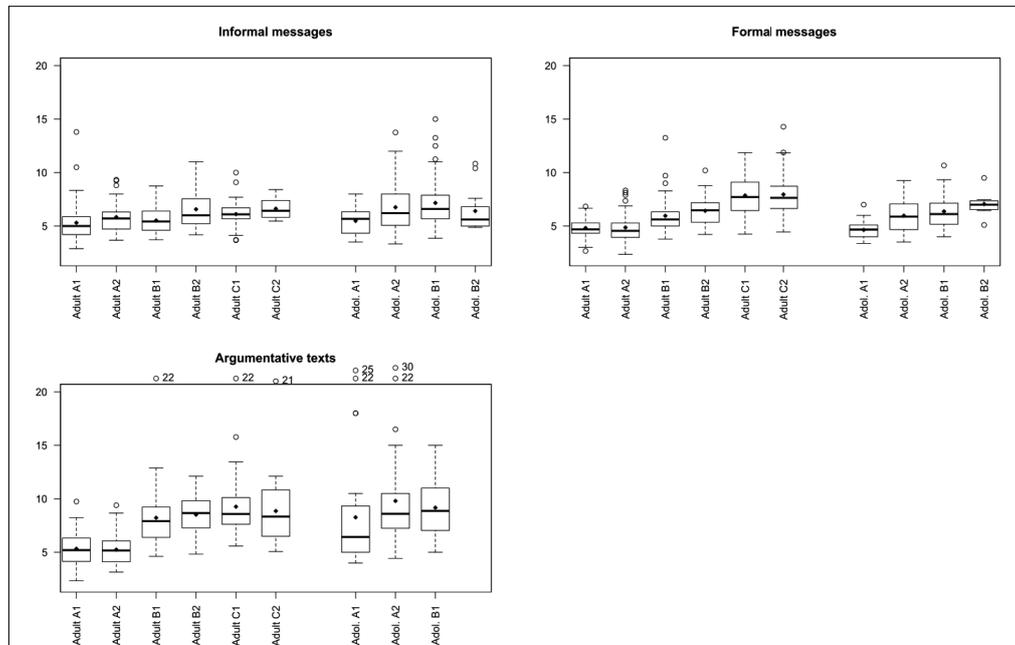 Informal messages
20
15
10
5
Adult A1
Adult A2
Adult B1
Adult B2
Adult C1
Adult C2
Adol. A1
Adol. A2
Adol. B1
Adol. B2
Formal messages
20
15
10
5
Adult A1
Adult A2
Adult B1
Adult B2
Adult C1
Adult C2
Adol. A1
Adol. A2
Adol. B1
Adol. B2
Argumentative texts
25
30
22
22
21
22
22
20
15
10
5
Adult A1
Adult A2
Adult B1
Adult B2
Adult C1
Adult C2
Adol. A1
Adol. A2
Adol. B1